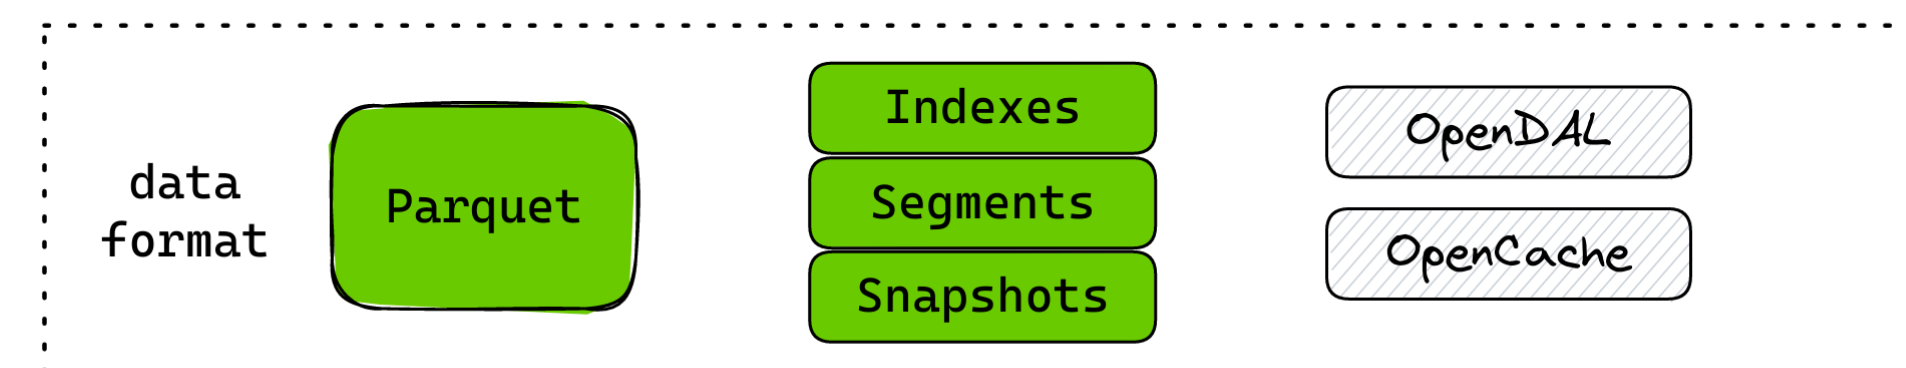 data
format
Parquet
Indexes
Segments
Snapshots
OpenDAL
OpenCache